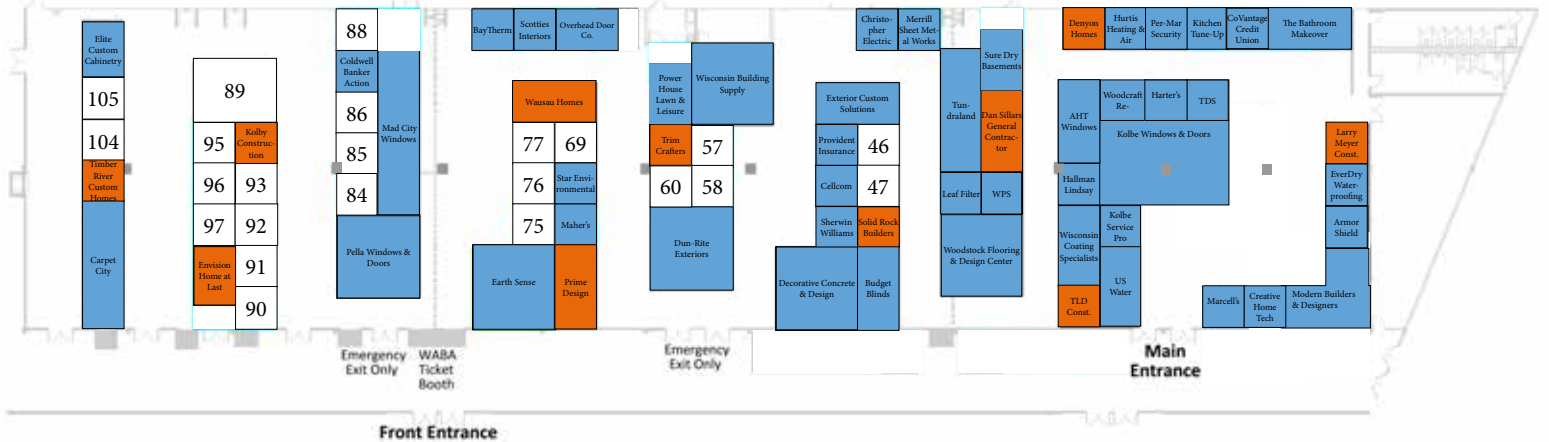 Elite
Custom
Cabinetry
105
104
Timber
River
Custom
Homes
Carpet
City
89
95
Kolby
Construc-
tion
96
93
97
92
Envision
Home at
Last
91
90
88
Coldwell
Banker
Action
86
85
84
Mad City
Windows
Pella Windows &
Doors
BayTherm
Scotties
Interiors
Overhead Door
Co.
Wausau Homes
77
69
76
Star Envi-
ronmental
75
Maher's
Earth Sense
Prime
Design
Power
House
Lawn &
Leisure
Wisconsin Building
Supply
Trim
Crafters
57
60
58
Dun-Rite
Exteriors
Christo-
pher
Electric
Merrill
Sheet Met-
al Works
Exterior Custom
Solutions
Provident
Insurance
46
Cellcom
47
Sherwin
Williams
Solid Rock
Builders
Decorative Concrete
& Design
Budget
Blinds
Tun-
draland
Sure Dry
Basements
Dan Sillars
General
Contrac-
tor
Leaf Filter
WPS
Woodstock Flooring
& Design Center
Denyon
Homes
Hurtis
Heating &
Air
Per-Mar
Security
Kitchen
Tune-Up
CoVantage
Credit
Union
The Bathroom
Makeover
AHT
Windows
Woodcraft
Re-
Harter's
TDS
Kolbe Windows & Doors
Hallman
Lindsay
Wisconsin
Coating
Specialists
Kolbe
Service
Pro
US
Water
TLD
Const.
Larry
Meyer
Const.
EverDry
Water-
proofing
Armor
Shield
Marcell's
Creative
Home
Tech
Modern Builders
& Designers
Emergency
Exit Only
WABA
Ticket
Booth
Emergency
Exit Only
Main
Entrance
Front Entrance